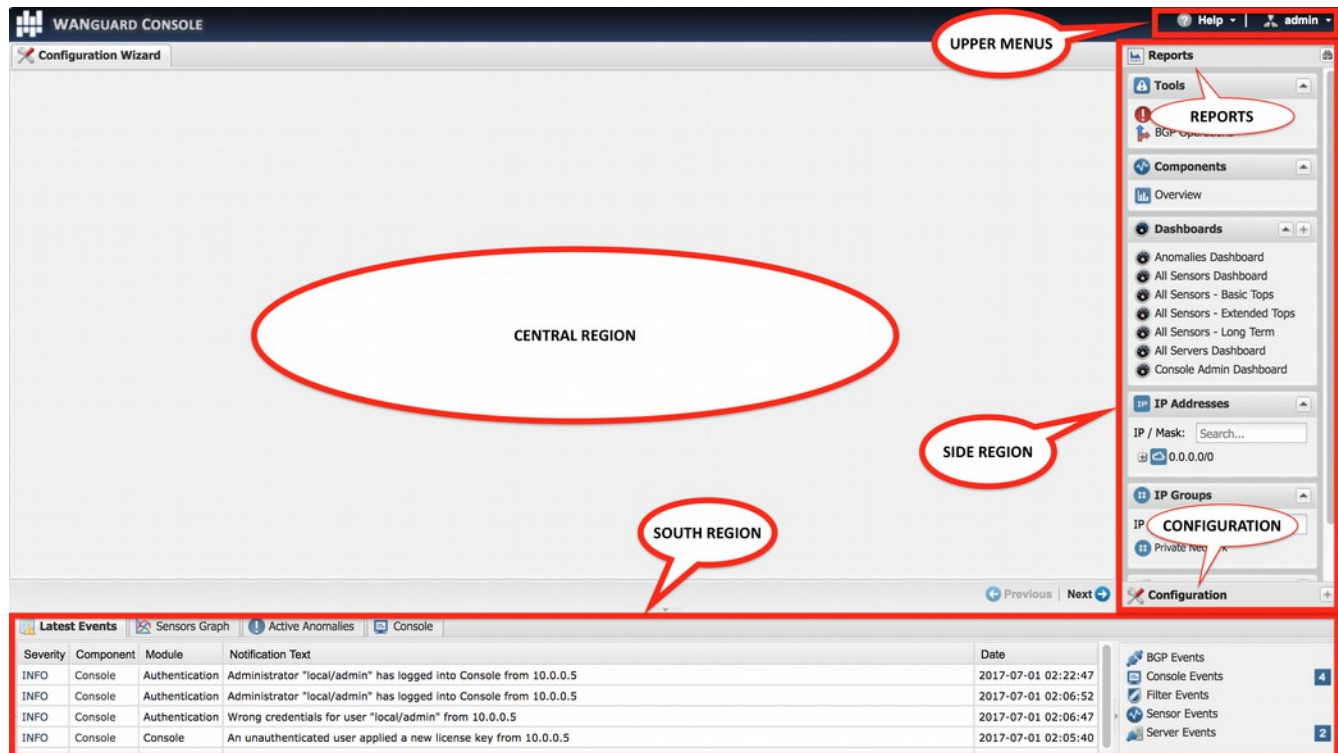 WANGUARD CONSOLE
Help
admin
Configuration Wizard
UPPER MENUS
Reports
Tools
REPORTS
BGP Operations
Components
Overview
Dashboards
Anomalies Dashboard
All Sensors Dashboard
All Sensors - Basic Tops
All Sensors - Extended Tops
All Sensors - Long Term
All Servers Dashboard
Console Admin Dashboard
CENTRAL REGION
IP Addresses
IP / Mask: Search...
0.0.0.0/0
SIDE REGION
IP Groups
IP
CONFIGURATION
Private Network
SOUTH REGION
Previous Next
Configuration
Latest Events Sensors Graph Active Anomalies Console
Severity Component Module Notification Text Date
INFO Console Authentication Administrator "local/admin" has logged into Console from 10.0.0.5 2017-07-01 02:22:47
INFO Console Authentication Administrator "local/admin" has logged into Console from 10.0.0.5 2017-07-01 02:06:52
INFO Console Authentication Wrong credentials for user "local/admin" from 10.0.0.5 2017-07-01 02:06:47
INFO Console Console An unauthenticated user applied a new license key from 10.0.0.5 2017-07-01 02:05:40
BGP Events
Console Events 4
Filter Events
Sensor Events
Server Events 2